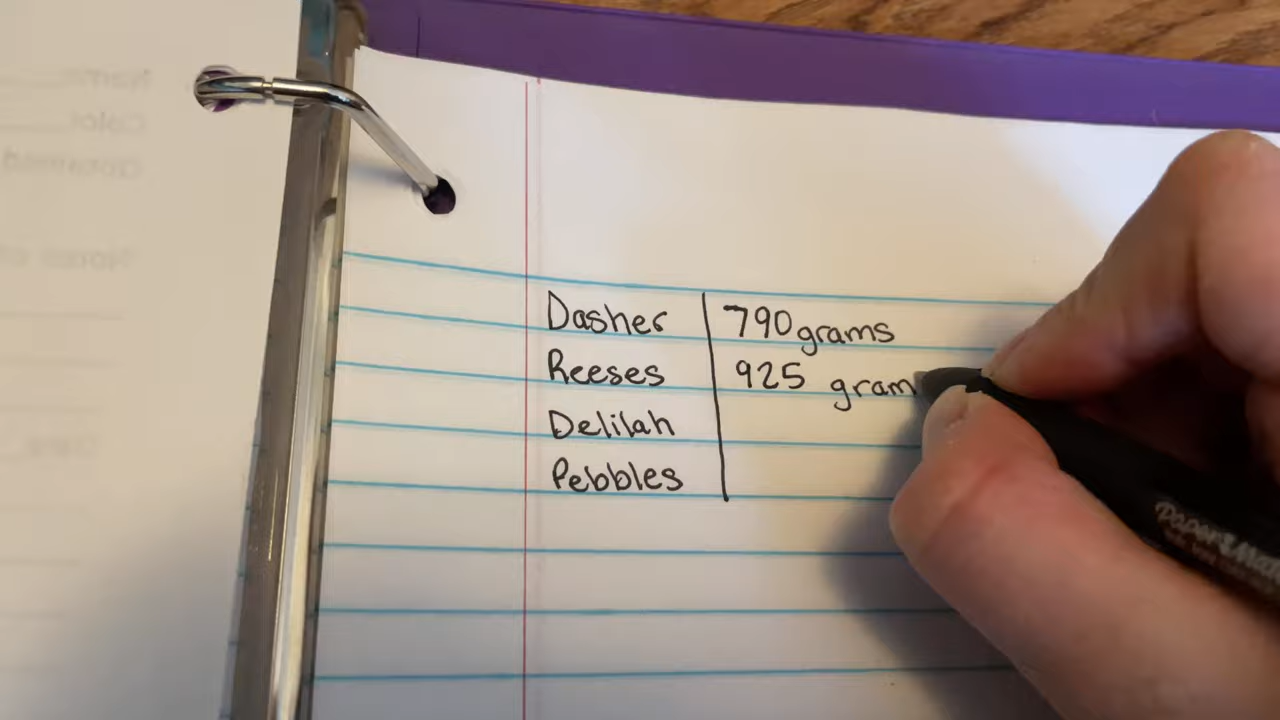 Dasher 790 grams
Reeses 925 gram
Delilah
Pebbles